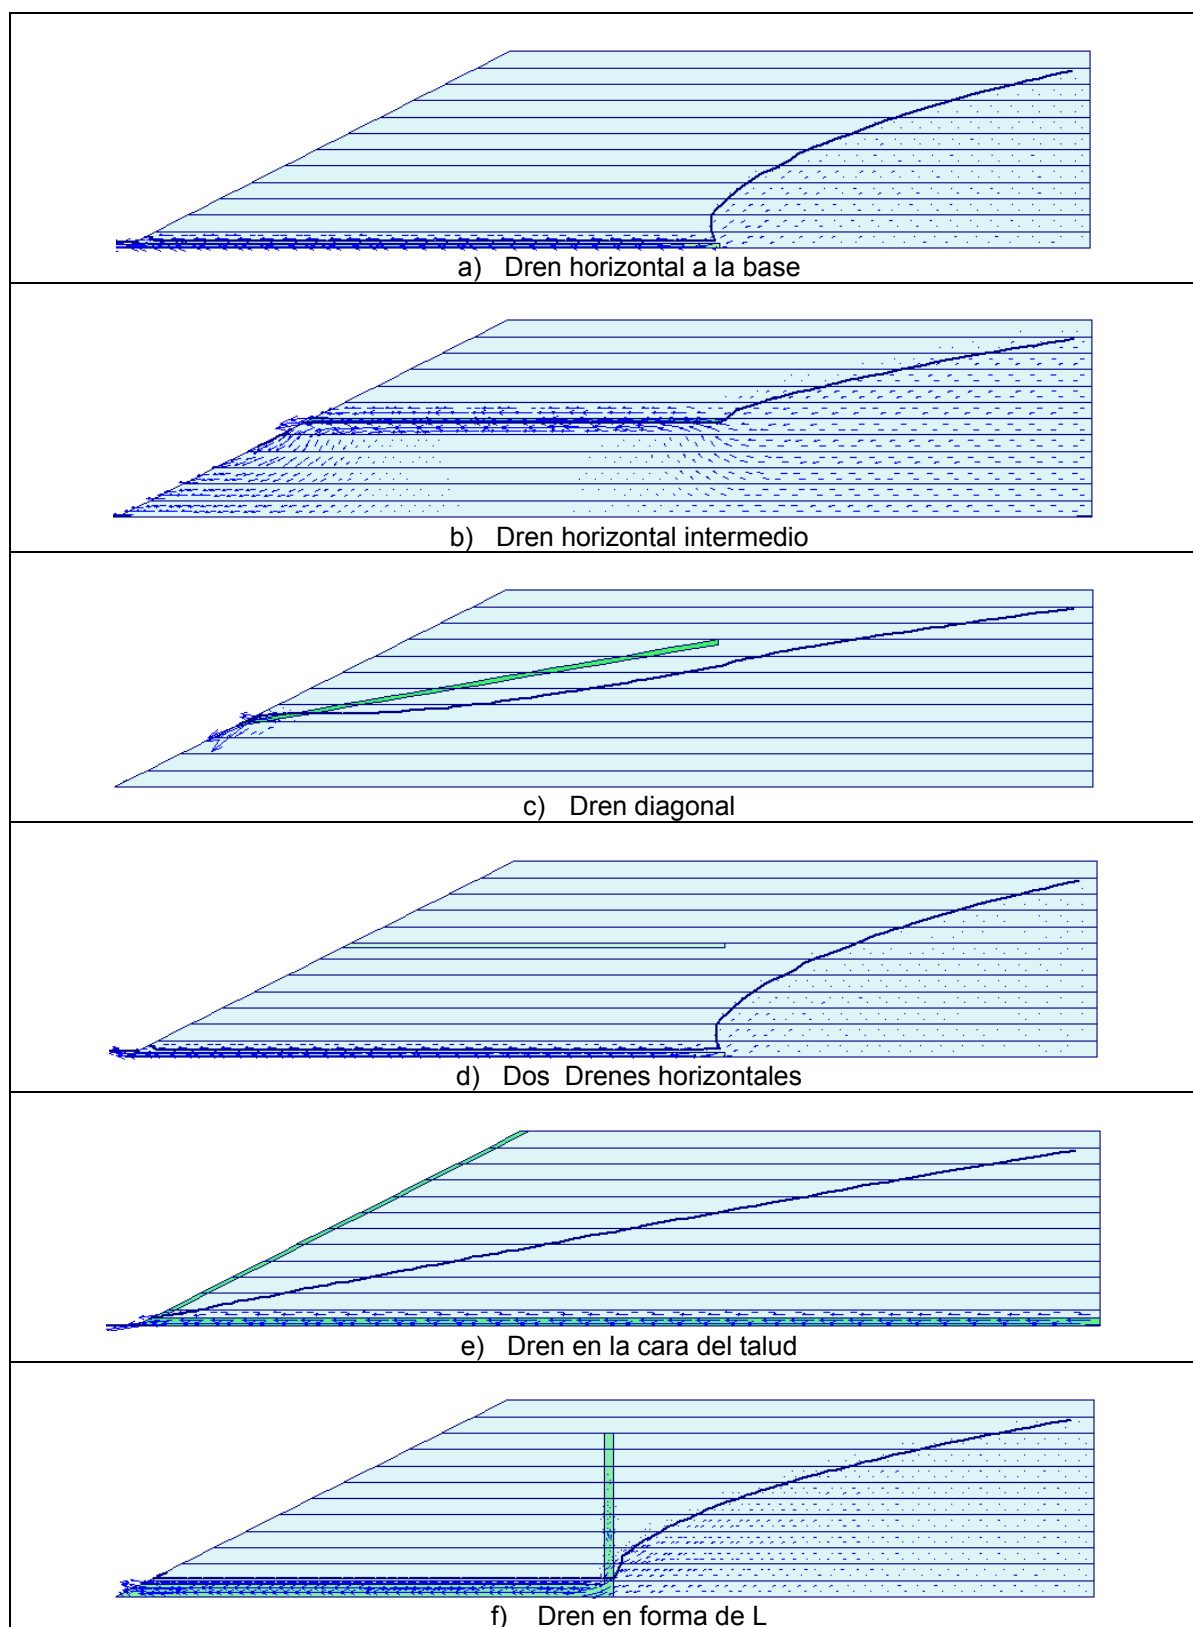 a) Dren horizontal a la base
b) Dren horizontal intermedio
c) Dren diagonal
d) Dos Drenes horizontales
e) Dren en la cara del talud
f) Dren en forma de L